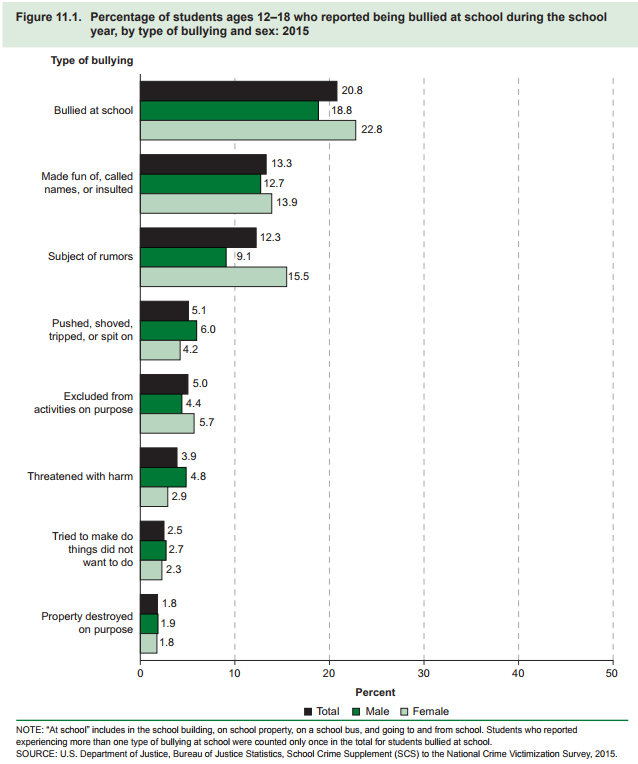 Figure 11.1. Percentage of students ages 12–18 who reported being bullied at school during the school
year, by type of bullying and sex: 2015
Type of bullying
Bullied at school
20.8
18.8
22.8
Made fun of, called
names, or insulted
13.3
12.7
13.9
Subject of rumors
12.3
9.1
15.5
Pushed, shoved,
tripped, or spit on
5.1
6.0
4.2
Excluded from
activities on purpose
5.0
4.4
5.7
Threatened with harm
3.9
4.8
2.9
Tried to make do
things did not
want to do
2.5
2.7
2.3
Property destroyed
on purpose
1.8
1.9
1.8
0 10 20 30 40 50
Percent
Total Male Female
NOTE: "At school" includes in the school building, on school property, on a school bus, and going to and from school. Students who reported
experiencing more than one type of bullying at school were counted only once in the total for students bullied at school.
SOURCE: U.S. Department of Justice, Bureau of Justice Statistics, School Crime Supplement (SCS) to the National Crime Victimization Survey, 2015.